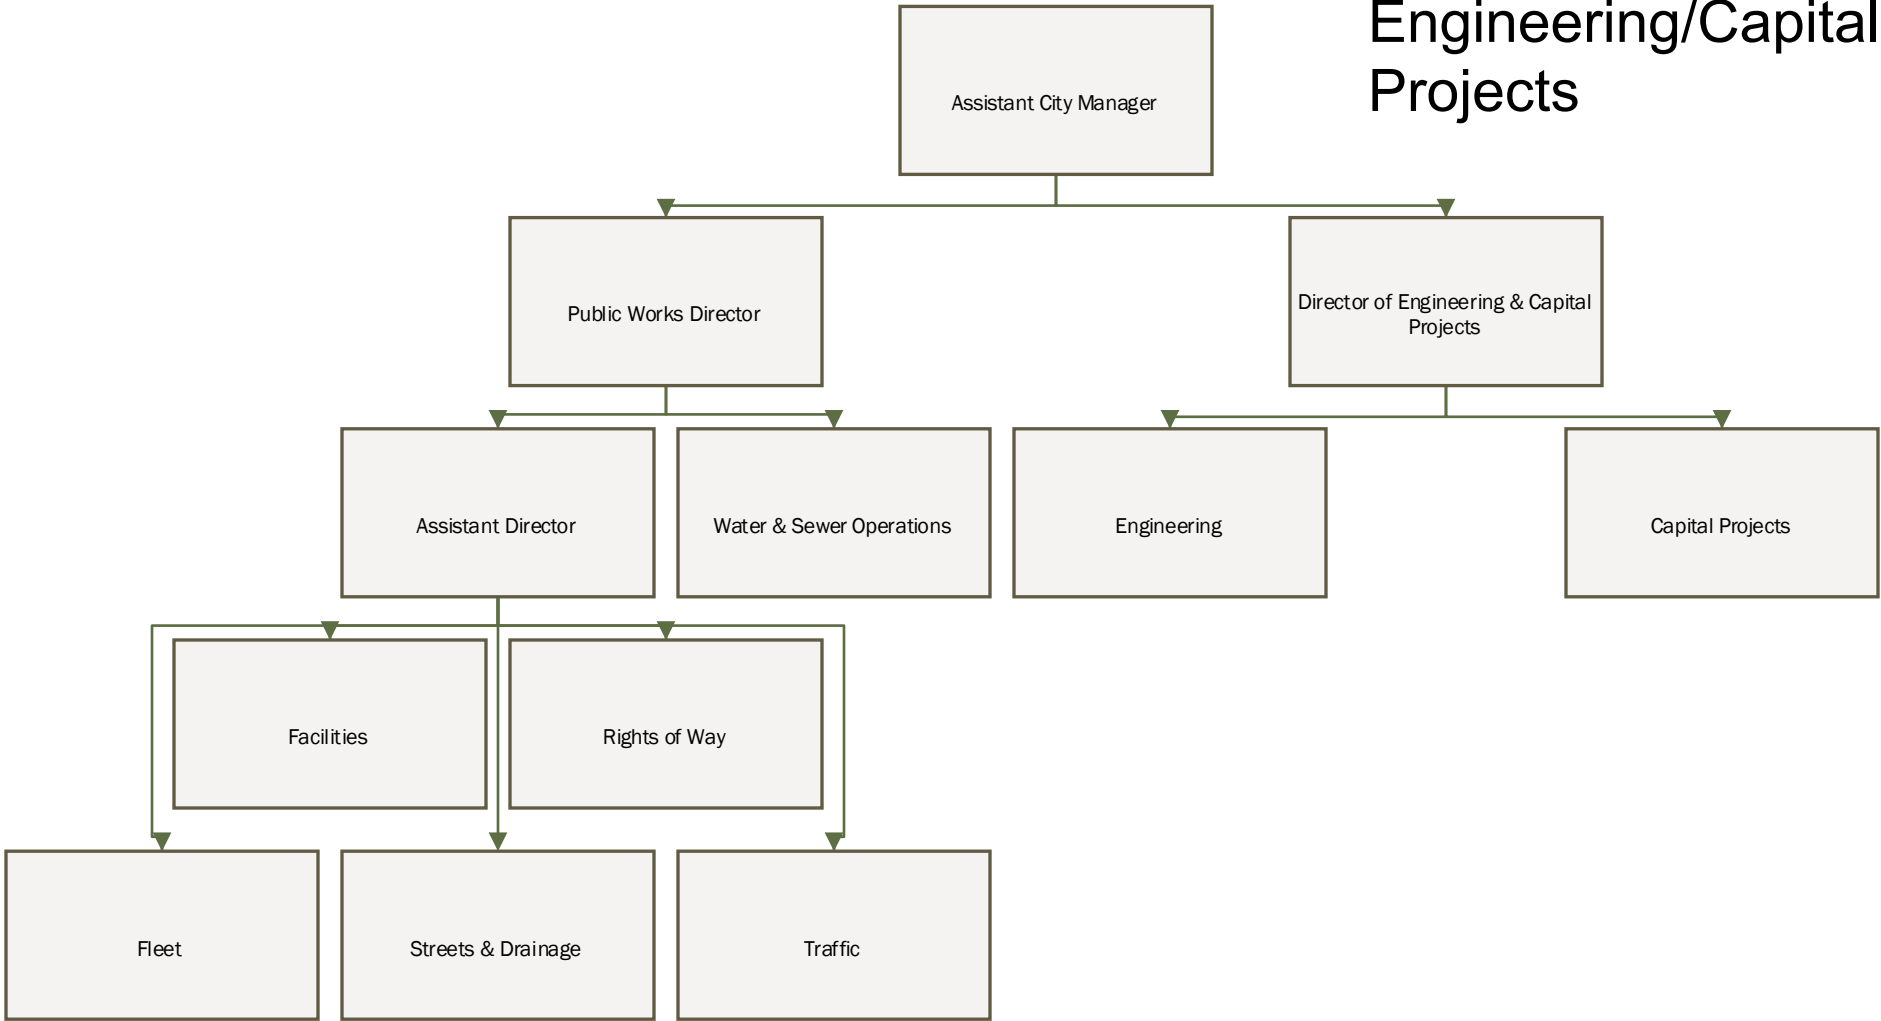 Engineering/Capital
Projects
Assistant City Manager
Public Works Director
Director of Engineering & Capital
Projects
Assistant Director
Water & Sewer Operations
Engineering
Capital Projects
Facilities
Rights of Way
Fleet
Streets & Drainage
Traffic